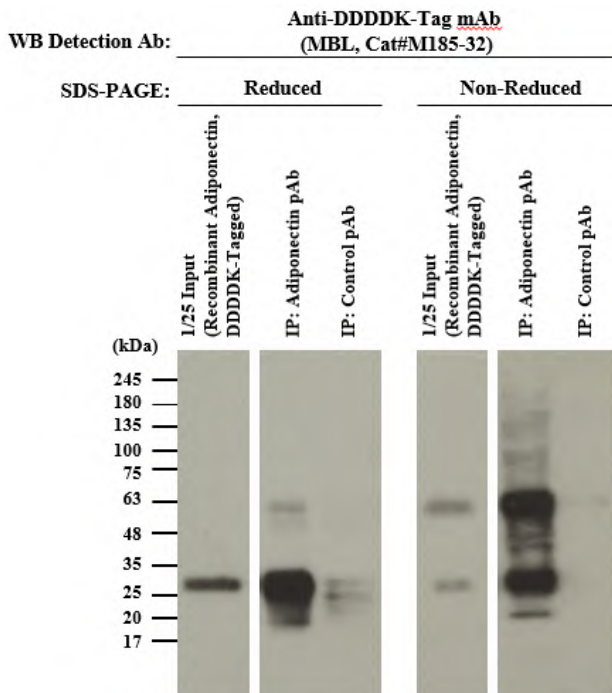 Anti-DDDDK-Tag mAb
WB Detection Ab:
(MBL, Cat#M185-32)
SDS-PAGE:
Reduced
Non-Reduced
1/25 Input
(Recombinant Adiponectin,
DDDDK-Tagged)
IP: Adiponectin pAb
IP: Control pAb
1/25 Input
(Recombinant Adiponectin,
DDDDK-Tagged)
IP: Adiponectin pAb
IP: Control pAb
(kDa)
245
180
135
100
75
63
48
35
25
20
17